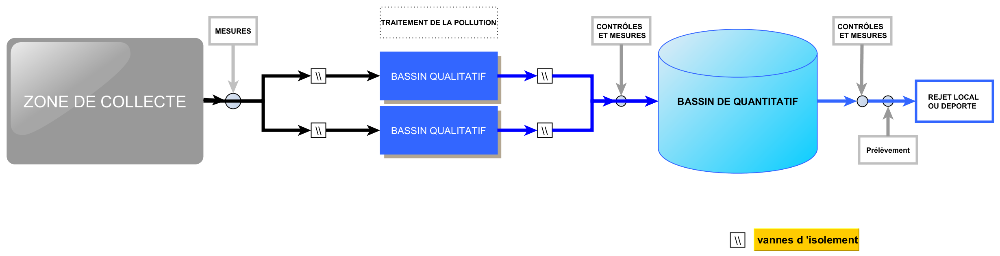 TRAITEMENT DE LA POLLUTION
MESURES
CONTRÔLES
ET MESURES
CONTRÔLES
ET MESURES
ZONE DE COLLECTE
\\
\\
BASSIN QUALITATIF
BASSIN QUALITATIF
\\
\\
BASSIN DE QUANTITATIF
REJET LOCAL
OU DEPORTE
Prélèvement
\\
vannes d 'isolement